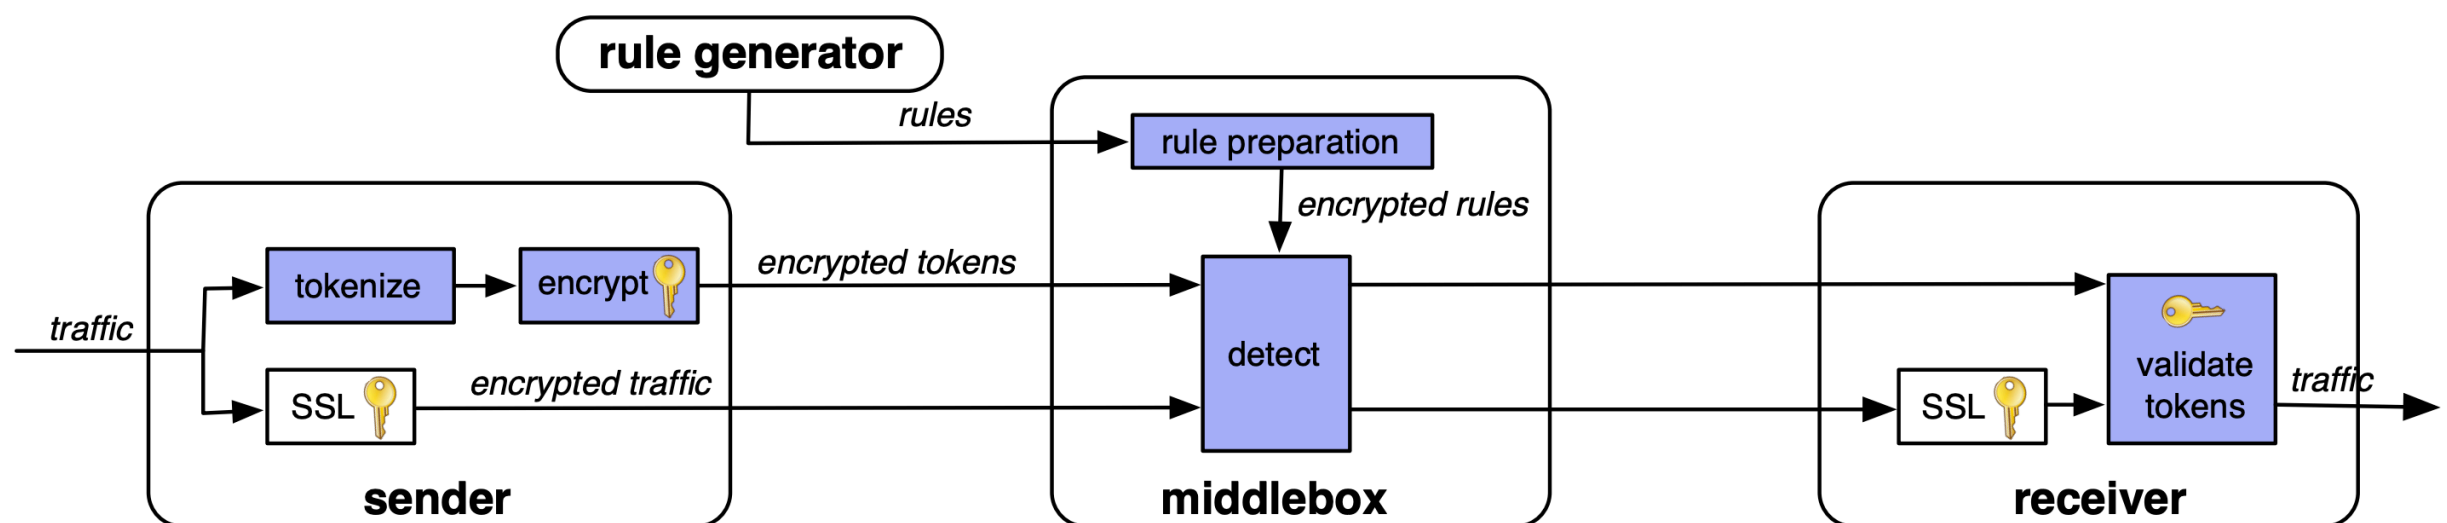 rule generator
rules
rule preparation
encrypted rules
traffic
tokenize
encrypt
encrypted tokens
SSL
encrypted traffic
detect
SSL
validate
tokens
traffic
sender
middlebox
receiver